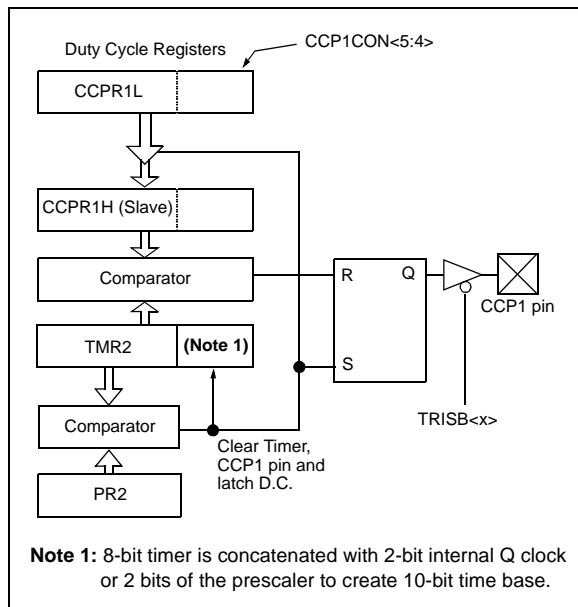 Duty Cycle Registers
CCP1CON<5:4>
CCPR1L
CCPR1H (Slave)
Comparator
R
Q
CCP1 pin
TMR2
(Note 1)
S
Comparator
TRISB<x>
Clear Timer,
CCP1 pin and
latch D.C.
PR2
Note 1: 8-bit timer is concatenated with 2-bit internal Q clock
or 2 bits of the prescaler to create 10-bit time base.